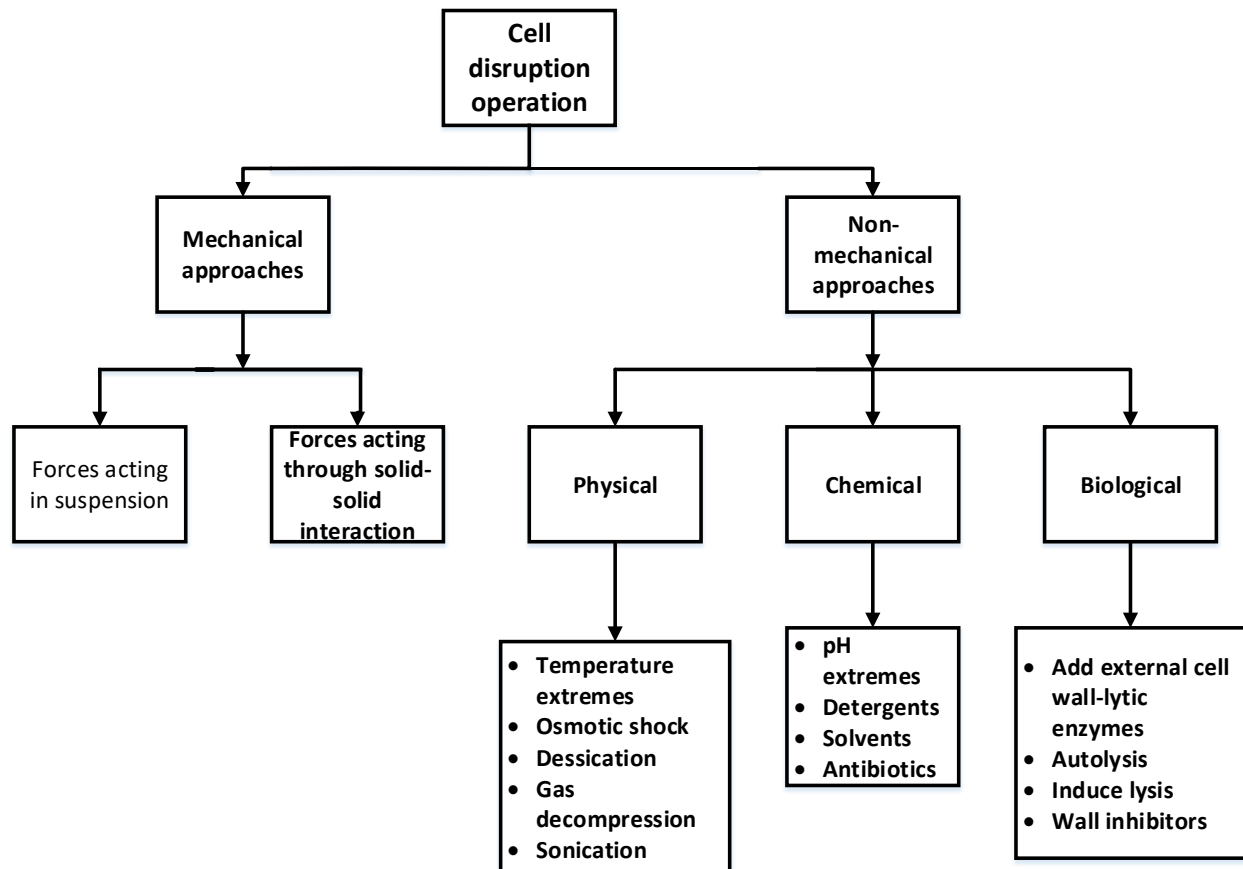 Cell
disruption
operation
Mechanical
approaches
Non-
mechanical
approaches
Forces acting
in suspension
Forces acting
through solid-
solid
interaction
Physical
Chemical
Biological
• Temperature
extremes
• Osmotic shock
• Dessication
• Gas
decompression
• Sonication
• pH
extremes
• Detergents
• Solvents
• Antibiotics
• Add external cell
wall-lytic
enzymes
• Autolysis
• Induce lysis
• Wall inhibitors